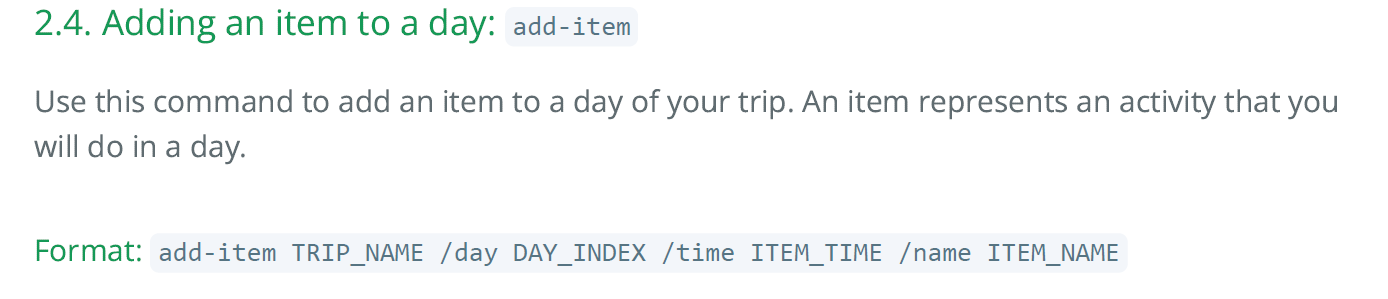 2.4. Adding an item to a day: add-item
Use this command to add an item to a day of your trip. An item represents an activity that you
will do in a day.
Format: add-item TRIP_NAME /day DAY_INDEX /time ITEM_TIME /name ITEM_NAME